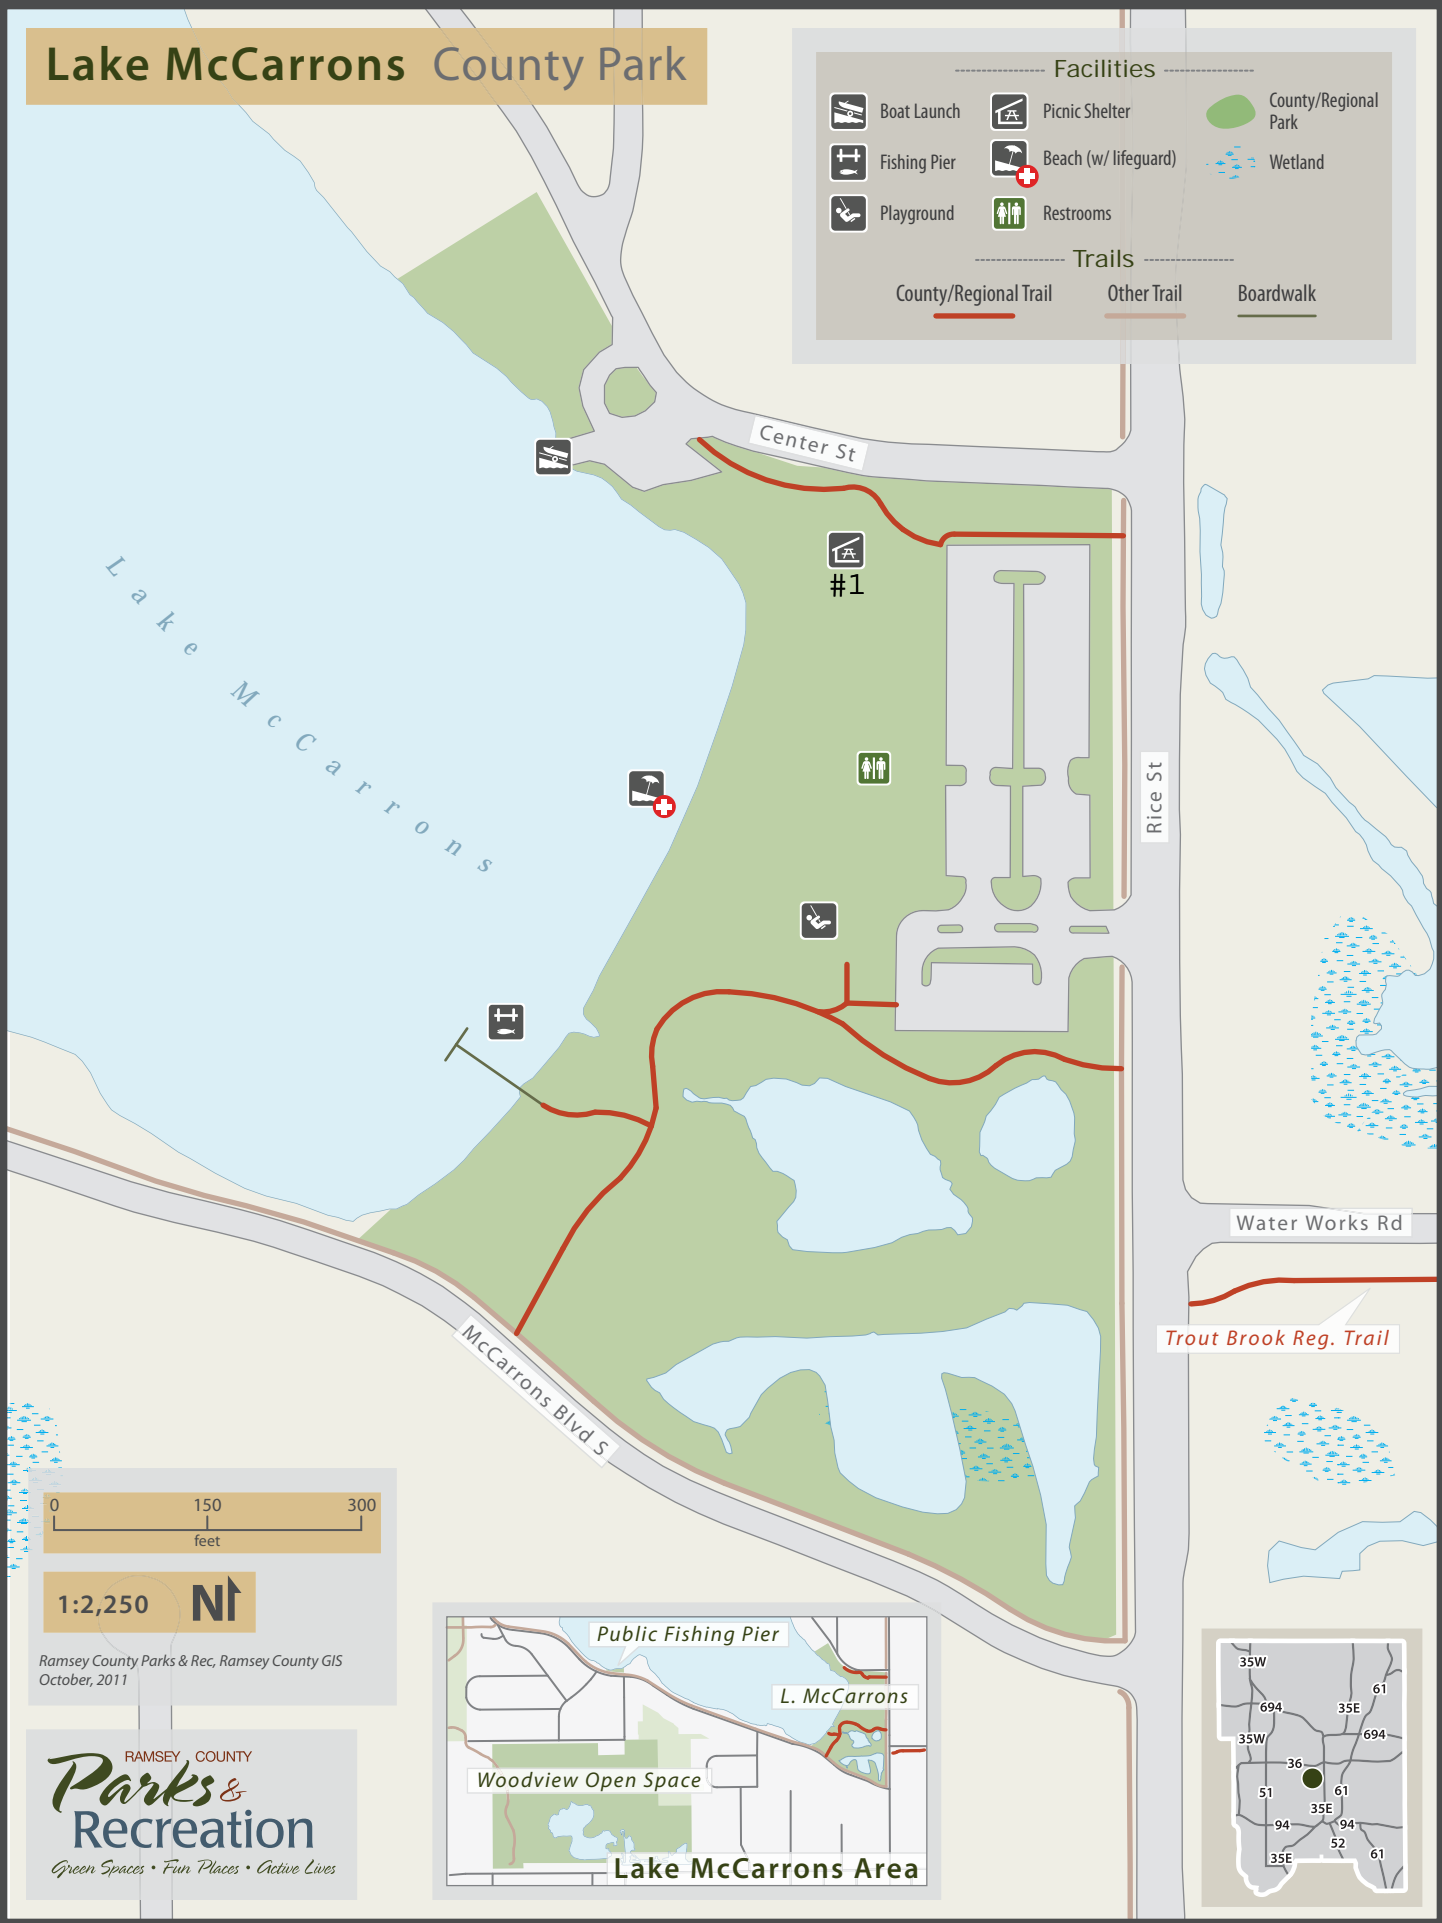 Lake McCarrons County Park
Facilities
Boat Launch
Picnic Shelter
County/Regional
Park
Fishing Pier
Beach (w/ lifeguard)
Wetland
Playground
Restrooms
Trails
County/Regional Trail
Other Trail
Boardwalk
Center St
#1
Lake McCarrons
Rice St
Water Works Rd
Trout Brook Reg. Trail
McCarrons Blvd S
0 150 300
feet
1:2,250 N
Ramsey County Parks & Rec, Ramsey County GIS
October, 2011
RAMSEY COUNTY
Parks &
Recreation
Green Spaces • Fun Places • Active Lives
Public Fishing Pier
L. McCarrons
Woodview Open Space
Lake McCarrons Area
35W
61
694
35E
35W
694
36
51
61
35E
94
94
52
35E
61